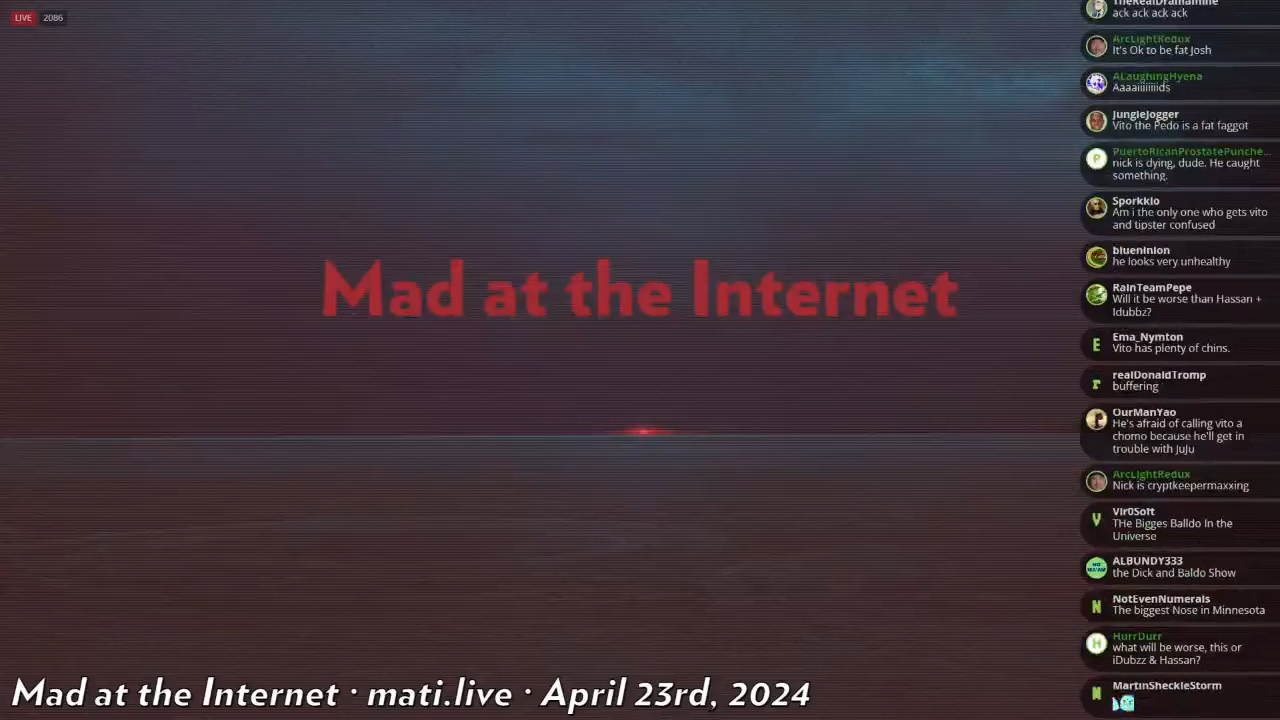 LIVE 2086
Mad at the Internet
TheRealDramamine
ack ack ack ack
ArcLightRedux
It's Ok to be fat Josh
ALaughingHyena
Aaaaiiiiiiiids
JungleJogger
Vito the Pedo is a fat faggot
PuertoRicanProstatePunche...
nick is dying, dude. He caught
something.
Sporkkio
Am i the only one who gets vito
and tipster confused
blueninion
he looks very unhealthy
RainTeamPepe
Will it be worse than Hassan +
Idubbz?
Ema_Nymton
Vito has plenty of chins.
realDonaldTromp
buffering
OurManYao
He's afraid of calling vito a
chomo because he'll get in
trouble with JuJu
ArcLightRedux
Nick is cryptkeepermaxxing
Vir0Soft
THe Bigges Balldo In the
Universe
ALBUNDY333
the Dick and Baldo Show
NotEvenNumerals
The biggest Nose in Minnesota
HurrDurr
what will be worse, this or
iDubzz & Hassan?
MartinSheckleStorm
Mad at the Internet · mati.live · April 23rd, 2024